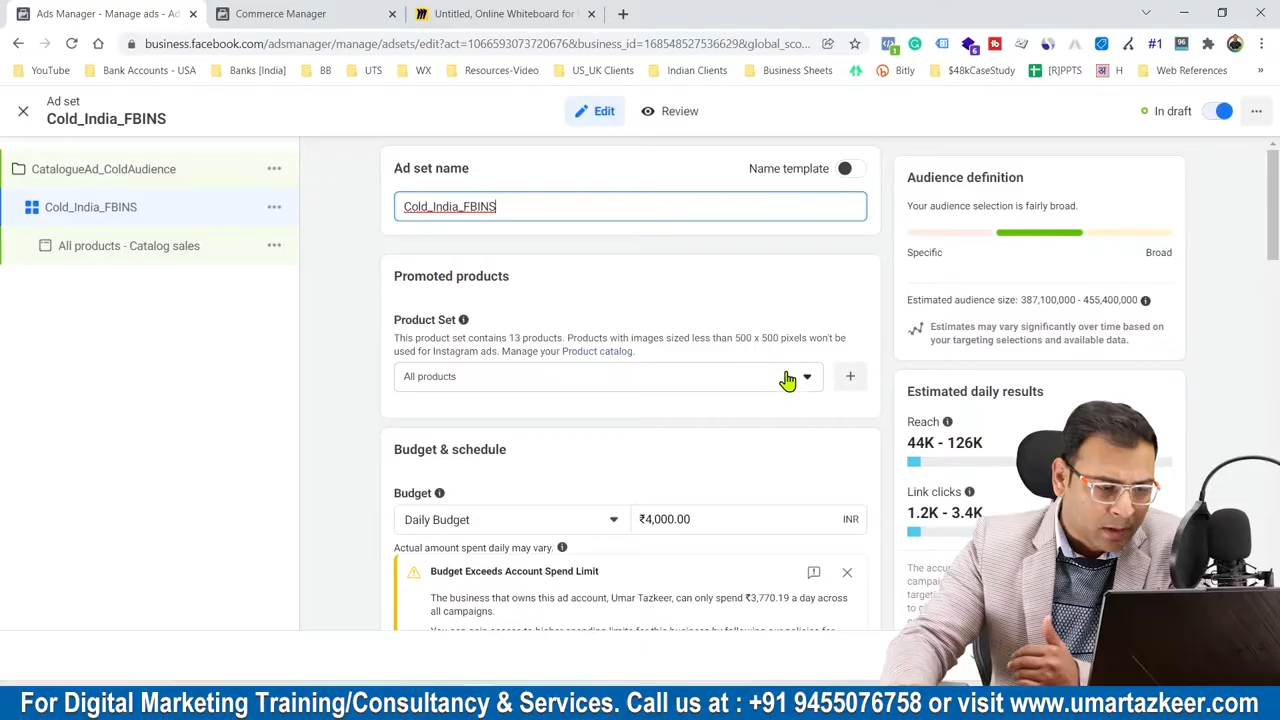 Ads Manager - Manage ads - Ad
Commerce Manager
Untitled, Online Whiteboard for
business.facebook.com/adsmanager/manage/adsets/edit?act=1065930737320676&business_id=168548527536626&global_sco...
YouTube
Bank Accounts - USA
Banks [India]
BR
UTS
WX
Resources-Video
US_UK Clients
Indian Clients
Business Sheets
Bitly
$48kCaseStudy
[R]PPTS
H
Web References
Ad set
Cold_India_FBINS
Edit
Review
In draft
CatalogueAd_ColdAudience
Cold_India_FBINS
All products - Catalog sales
Ad set name
Name template
Cold_India_FBINS
Promoted products
Product Set
This product set contains 13 products. Products with images sized less than 500 x 500 pixels won't be
used for Instagram ads. Manage your Product catalog.
All products
Budget & schedule
Budget
Daily Budget
₹4,000.00
INR
Actual amount spent daily may vary.
Budget Exceeds Account Spend Limit
The business that owns this ad account, Umar Tazkeer, can only spend ₹3,770.19 a day across
all campaigns.
Audience definition
Your audience selection is fairly broad.
Specific
Broad
Estimated audience size: 387,100,000 - 455,400,000
Estimates may vary significantly over time based on
your targeting selections and available data.
Estimated daily results
Reach
44K - 126K
Link clicks
1.2K - 3.4K
For Digital Marketing Training/Consultancy & Services. Call us at : +91 9455076758 or visit www.umartazkeer.com